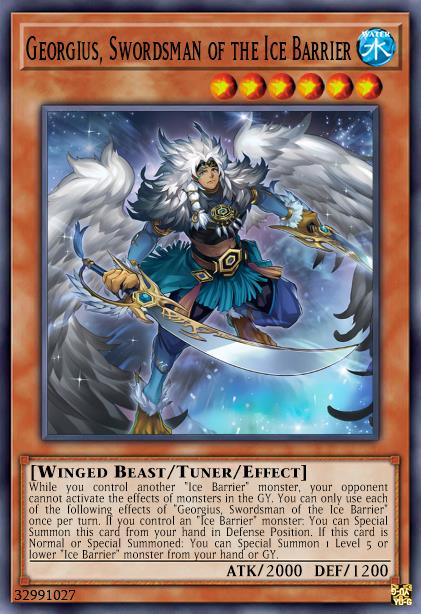 Georgius, Swordsman of the Ice Barrier
WATER
水
[Winged Beast/Tuner/Effect]
While you control another "Ice Barrier" monster, your opponent
cannot activate the effects of monsters in the GY. You can only use each
of the following effects of "Georgius, Swordsman of the Ice Barrier"
once per turn. If you control an "Ice Barrier" monster: You can Special
Summon this card from your hand in Defense Position. If this card is
Normal or Special Summoned: You can Special Summon 1 Level 5 or
lower "Ice Barrier" monster from your hand or GY.
ATK/2000 DEF/1200
32991027